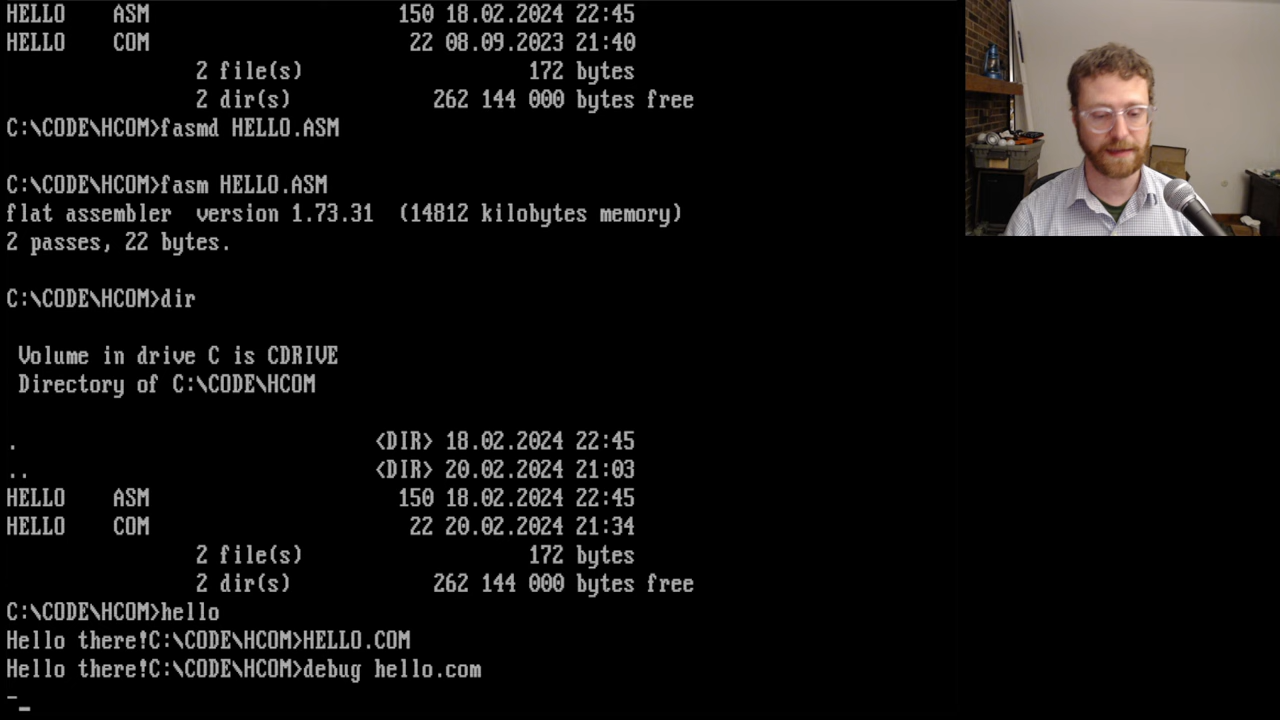 HELLO    ASM                     150 18.02.2024 22:45
HELLO    COM                      22 08.09.2023 21:40
                2 file(s)                    172 bytes
                2 dir(s)            262 144 000 bytes free
C:\CODE\HCOM>fasmd HELLO.ASM
C:\CODE\HCOM>fasm HELLO.ASM
flat assembler  version 1.73.31  (14812 kilobytes memory)
2 passes, 22 bytes.
C:\CODE\HCOM>dir
 Volume in drive C is CDRIVE
 Directory of C:\CODE\HCOM
.                              <DIR> 18.02.2024 22:45
..                             <DIR> 20.02.2024 21:03
HELLO    ASM                     150 18.02.2024 22:45
HELLO    COM                      22 20.02.2024 21:34
                2 file(s)                    172 bytes
                2 dir(s)            262 144 000 bytes free
C:\CODE\HCOM>hello
Hello there!C:\CODE\HCOM>HELLO.COM
Hello there!C:\CODE\HCOM>debug hello.com
-_